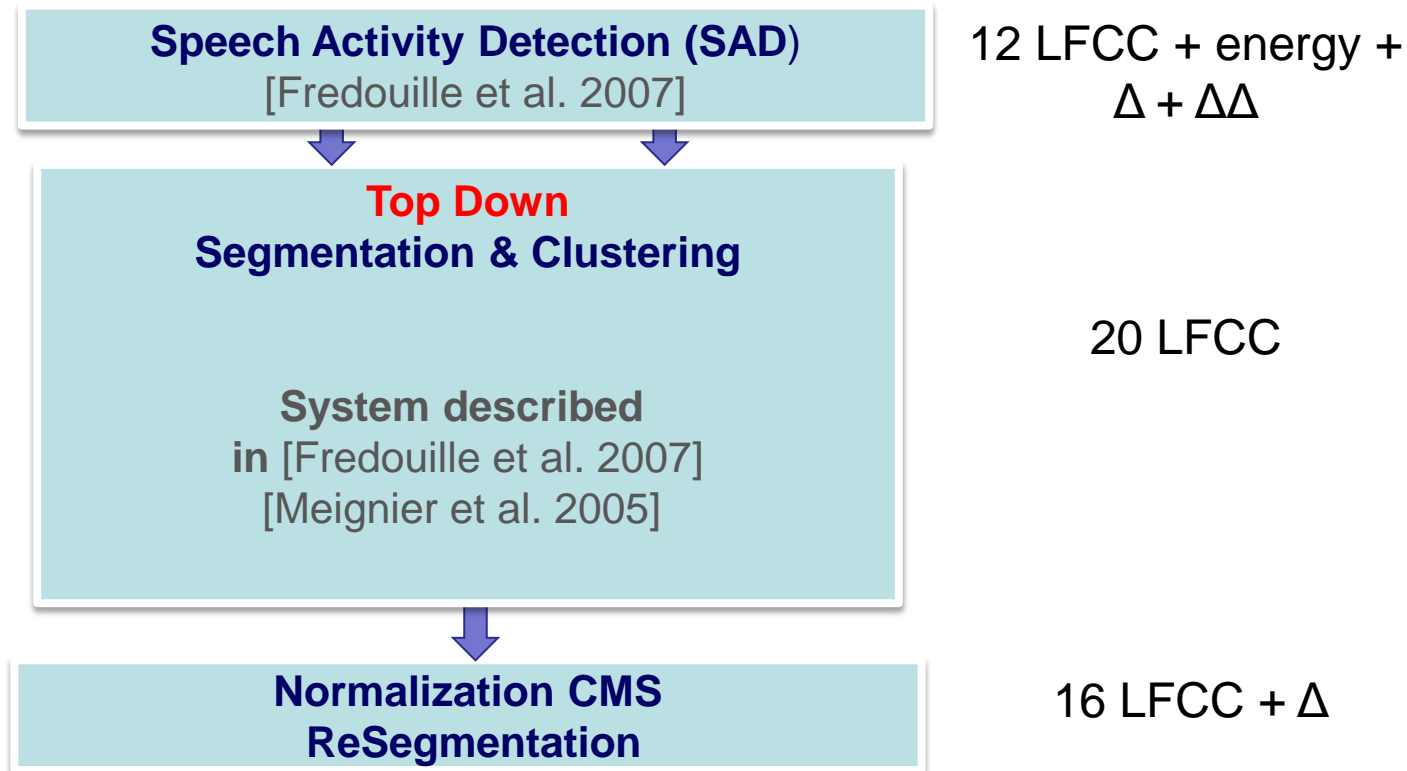 Speech Activity Detection (SAD)
[Fredouille et al. 2007]
12 LFCC + energy +
Δ + ΔΔ
Top Down
Segmentation & Clustering
20 LFCC
System described
in [Fredouille et al. 2007]
[Meignier et al. 2005]
Normalization CMS
ReSegmentation
16 LFCC + Δ